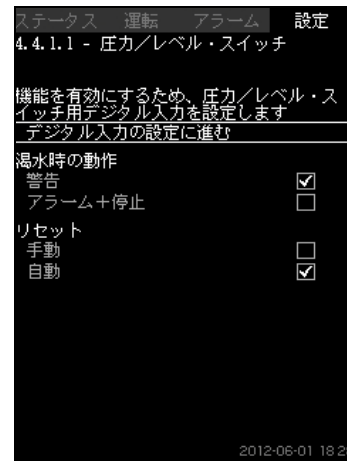 ステータス 運転 アラーム 設定
4.4.1.1 - 圧力／レベル・スイッチ
機能を有効にするため、圧力／レベル・ス
イッチ用デジタル入力を設定します
デジタル入力の設定に進む
渇水時の動作
警告
アラーム＋停止
リセット
手動
自動
2012-06-01 18:2